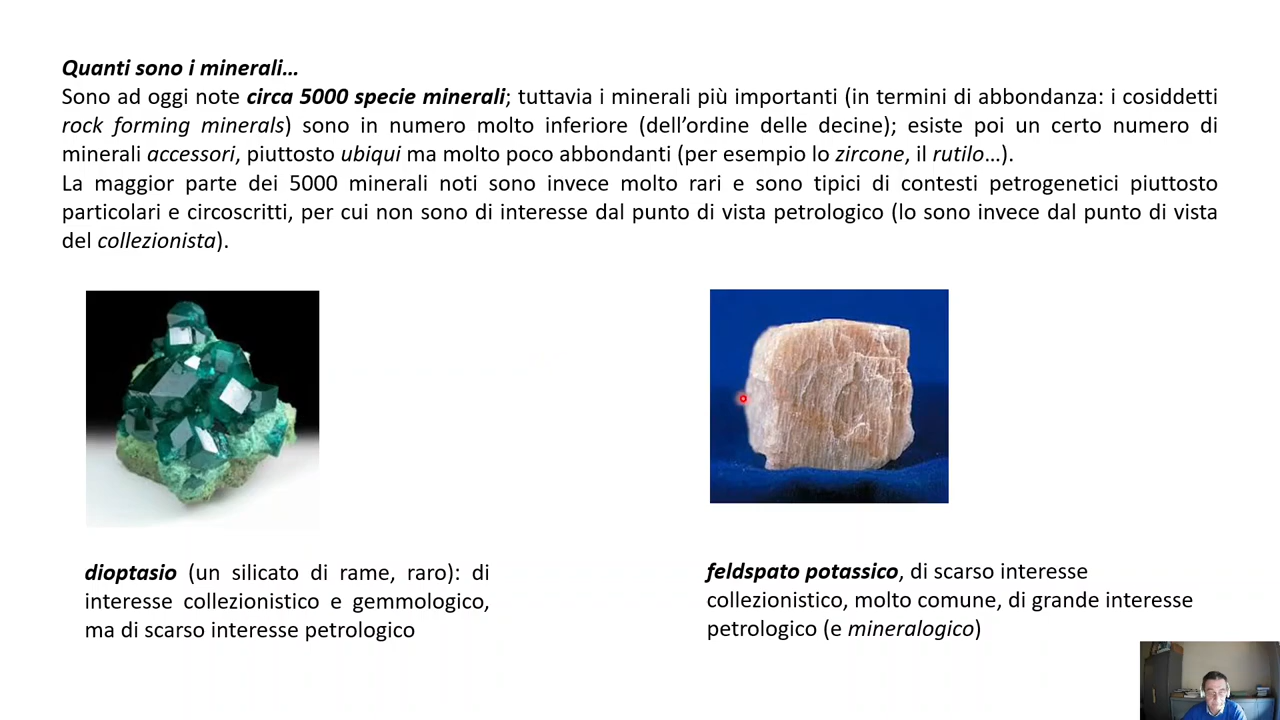 Quanti sono i minerali…
Sono ad oggi note circa 5000 specie minerali; tuttavia i minerali più importanti (in termini di abbondanza: i cosiddetti
rock forming minerals) sono in numero molto inferiore (dell’ordine delle decine); esiste poi un certo numero di
minerali accessori, piuttosto ubiqui ma molto poco abbondanti (per esempio lo zircone, il rutilo…).
La maggior parte dei 5000 minerali noti sono invece molto rari e sono tipici di contesti petrogenetici piuttosto
particolari e circoscritti, per cui non sono di interesse dal punto di vista petrologico (lo sono invece dal punto di vista
del collezionista).
dioptasio (un silicato di rame, raro): di
interesse collezionistico e gemmologico,
ma di scarso interesse petrologico
feldspato potassico, di scarso interesse
collezionistico, molto comune, di grande interesse
petrologico (e mineralogico)